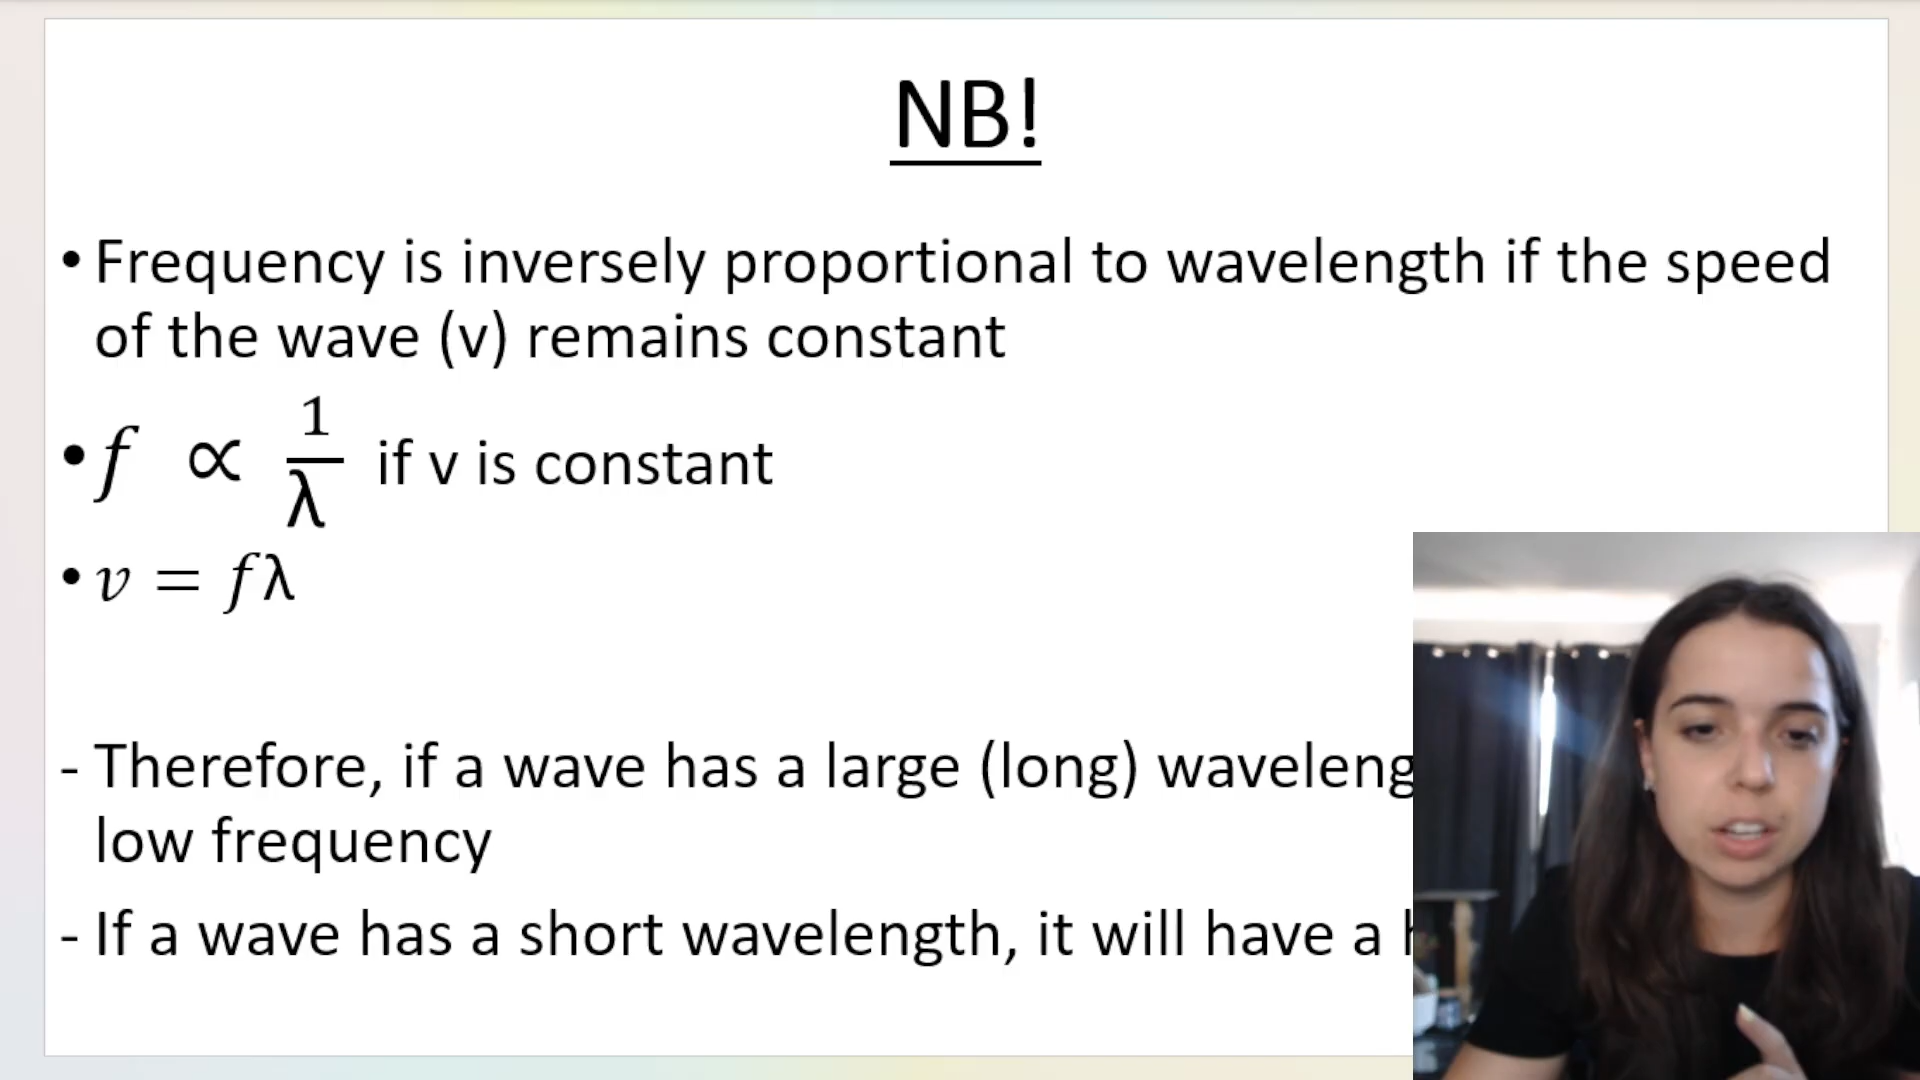 NB!
• Frequency is inversely proportional to wavelength if the speed
of the wave (v) remains constant
• f ∝ 1/λ if v is constant
• v = fλ
- Therefore, if a wave has a large (long)
low frequency
- If a wave has a short wavelength, it will have a